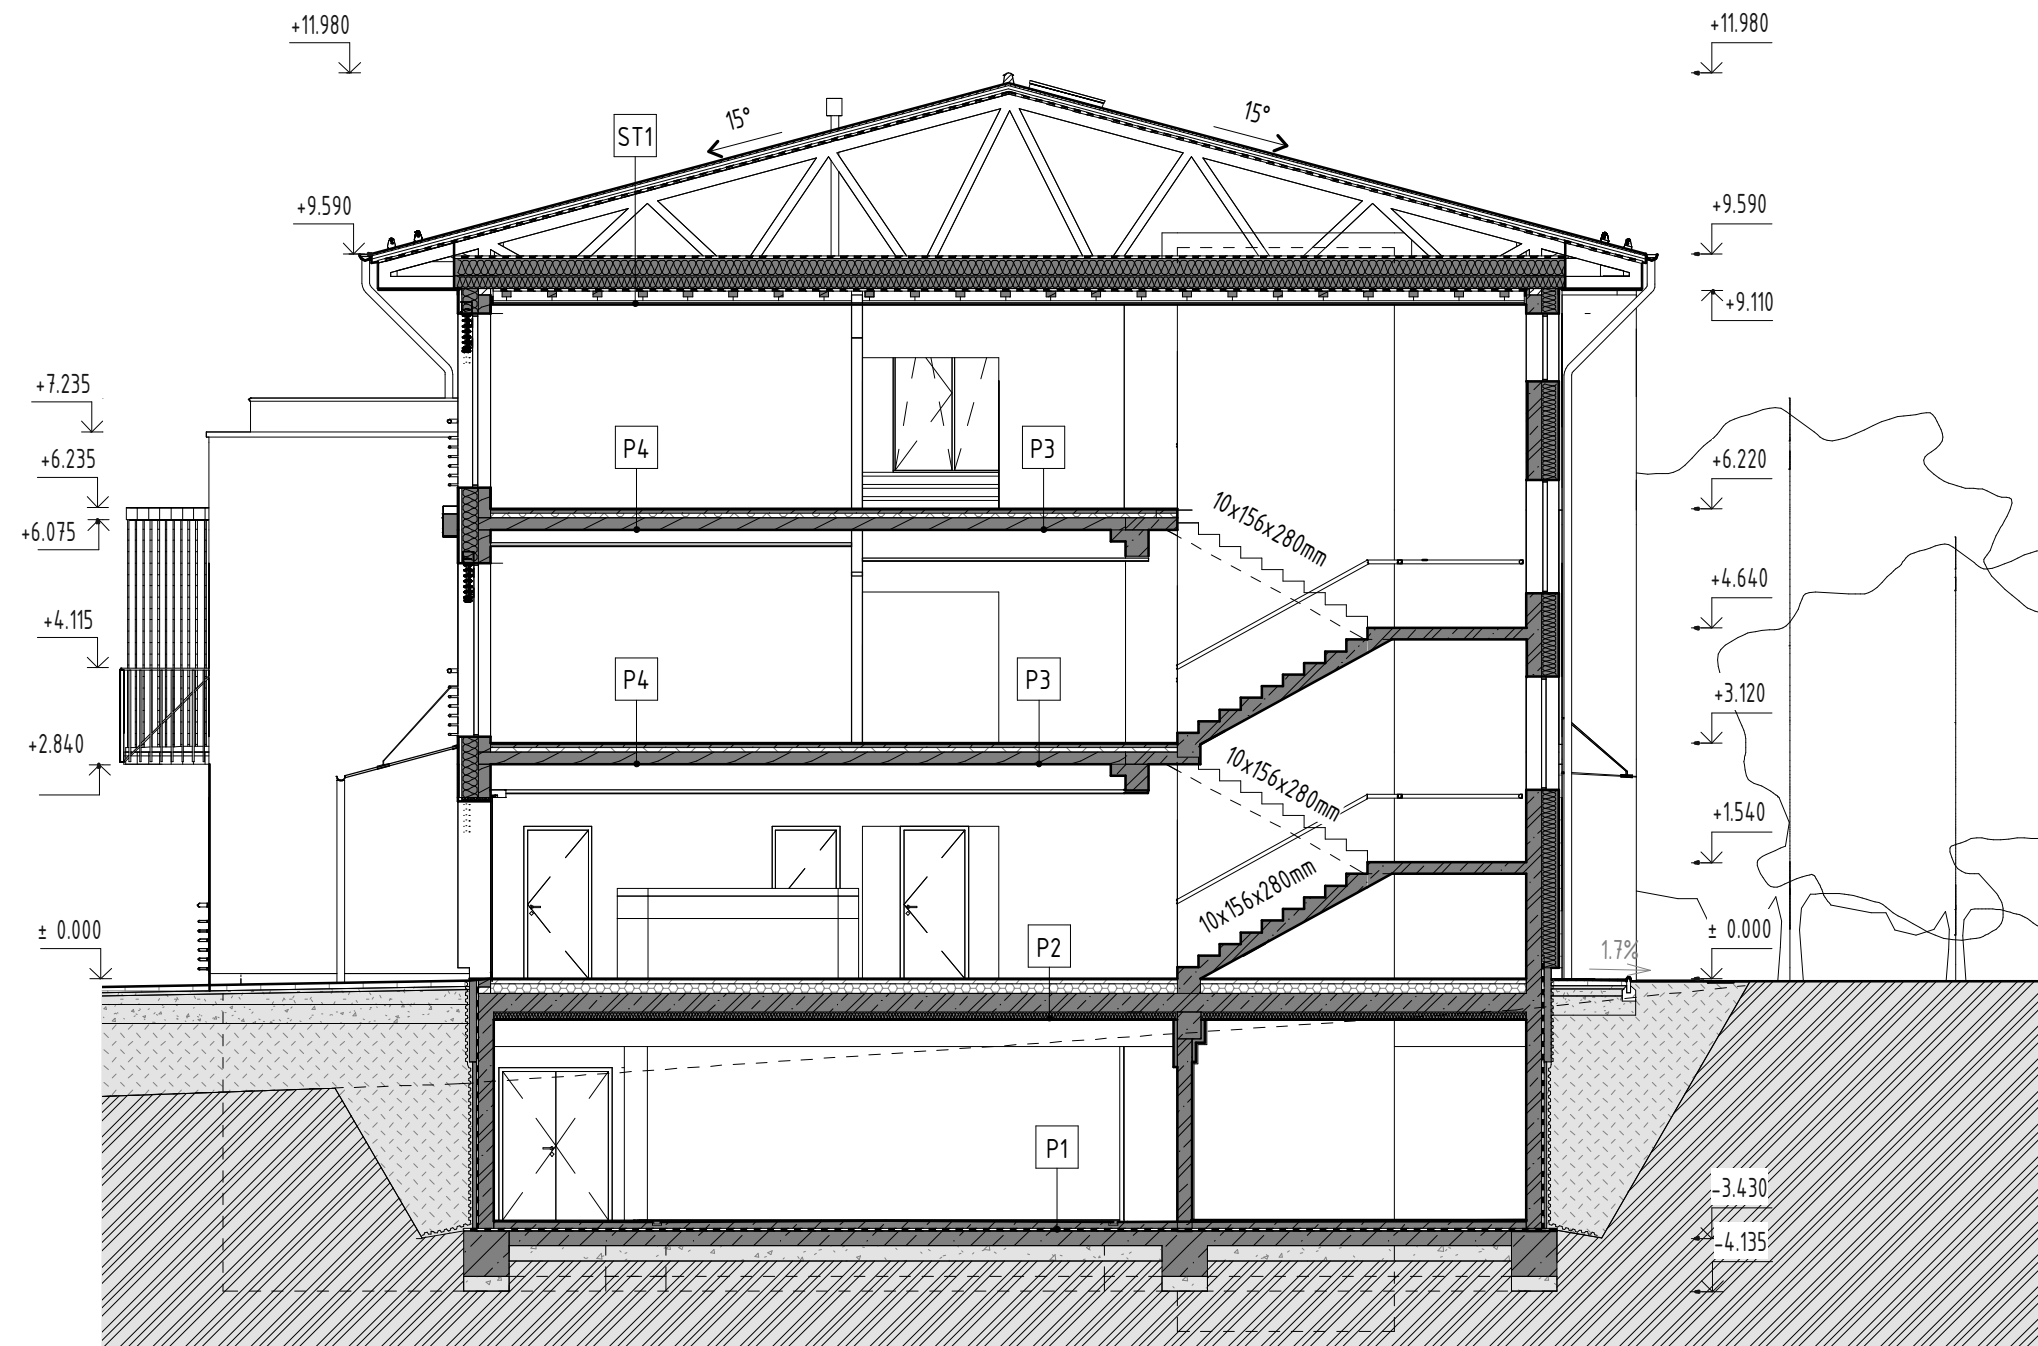 +11.980
+11.980
15°
15°
ST1
+9.590
+9.590
+9.110
+7.235
+6.235
P4
P3
+6.220
10x156x280mm
+6.075
+4.640
+4.115
P4
P3
+3.120
+2.840
10x156x280mm
+1.540
10x156x280mm
± 0.000
P2
± 0.000
1.7%
P1
-3.430
-4.135